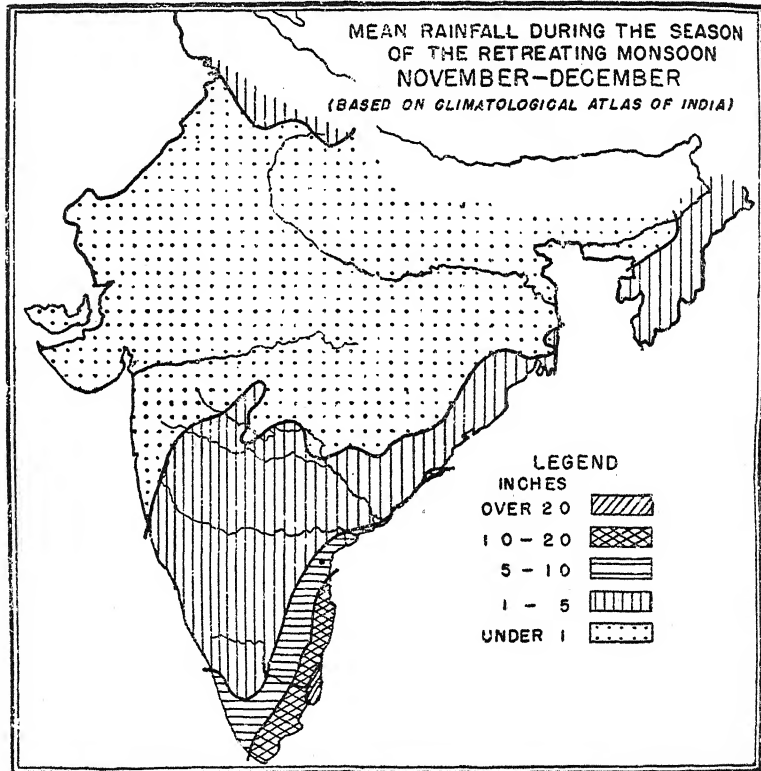 MEAN RAINFALL DURING THE SEASON
OF THE RETREATING MONSOON
NOVEMBER-DECEMBER
(BASED ON CLIMATOLOGICAL ATLAS OF INDIA)
LEGEND
INCHES
OVER 20
10-20
5-10
1-5
UNDER 1